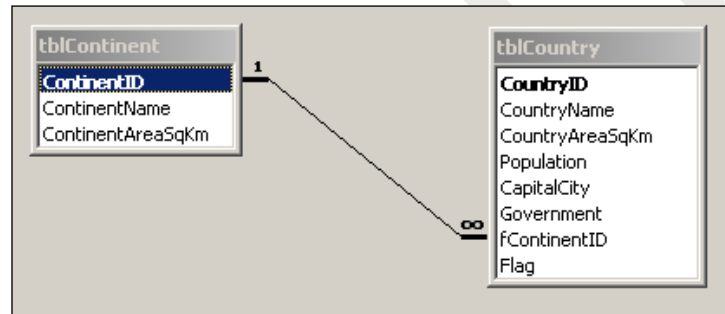 tblContinent
ContinentID
ContinentName
ContinentAreaSqKm
1
∞
tblCountry
CountryID
CountryName
CountryAreaSqKm
Population
CapitalCity
Government
fContinentID
Flag